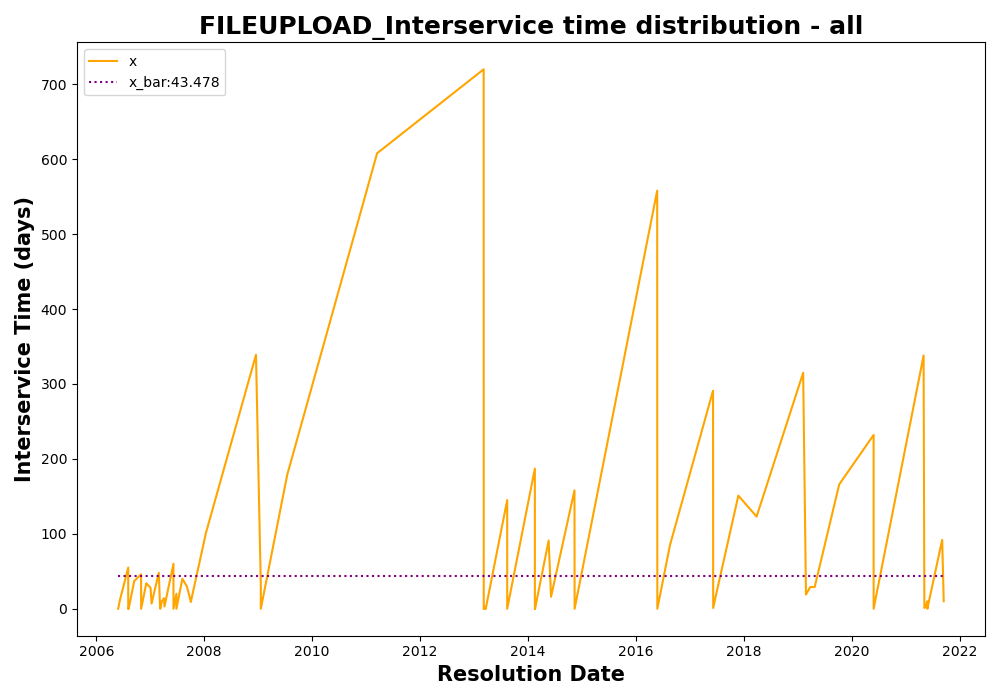 FILEUPLOAD_Interservice time distribution - all
x
x_bar:43.478
700
600
500
400
300
200
100
0
Interservice Time (days)
2006 2008 2010 2012 2014 2016 2018 2020 2022
Resolution Date